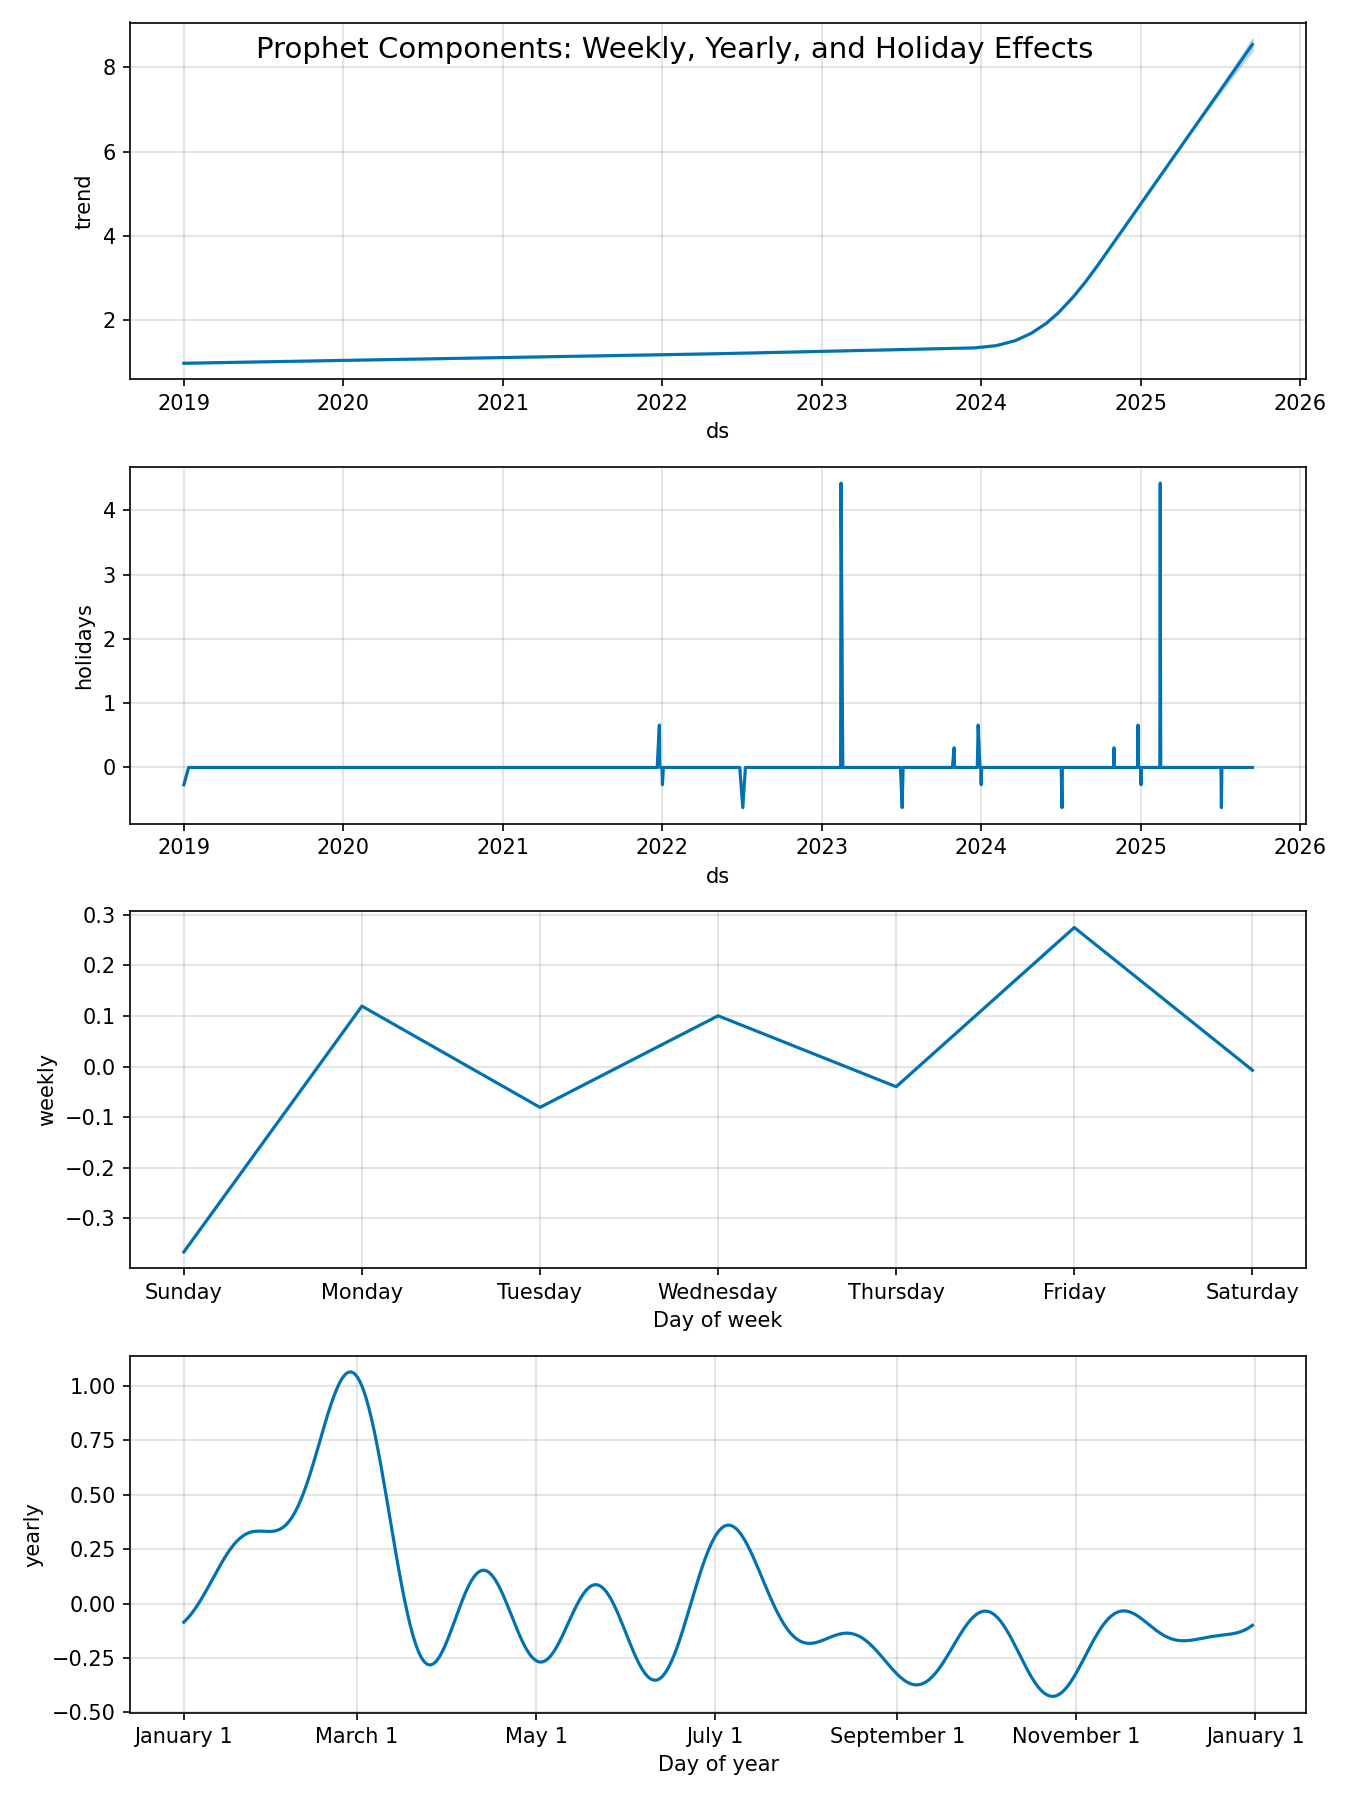 Prophet Components: Weekly, Yearly, and Holiday Effects
8
6
4
2
trend
2019 2020 2021 2022 2023 2024 2025 2026
ds
4
3
2
1
0
holidays
2019 2020 2021 2022 2023 2024 2025 2026
ds
0.3
0.2
0.1
0.0
−0.1
−0.2
−0.3
weekly
Sunday Monday Tuesday Wednesday Thursday Friday Saturday
Day of week
1.00
0.75
0.50
0.25
0.00
−0.25
−0.50
yearly
January 1 March 1 May 1 July 1 September 1 November 1 January 1
Day of year